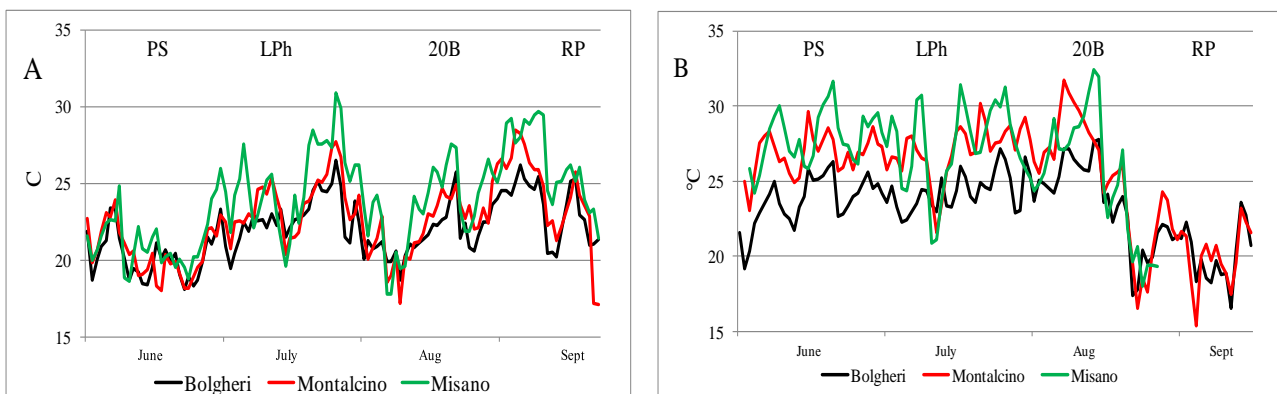 35
PS LPh 20B RP
A
30
25
C
20
15
June July Aug Sept
Bolgheri Montalcino Misano
35
PS LPh 20B RP
B
30
25
°C
20
15
June July Aug Sept
Bolgheri Montalcino Misano